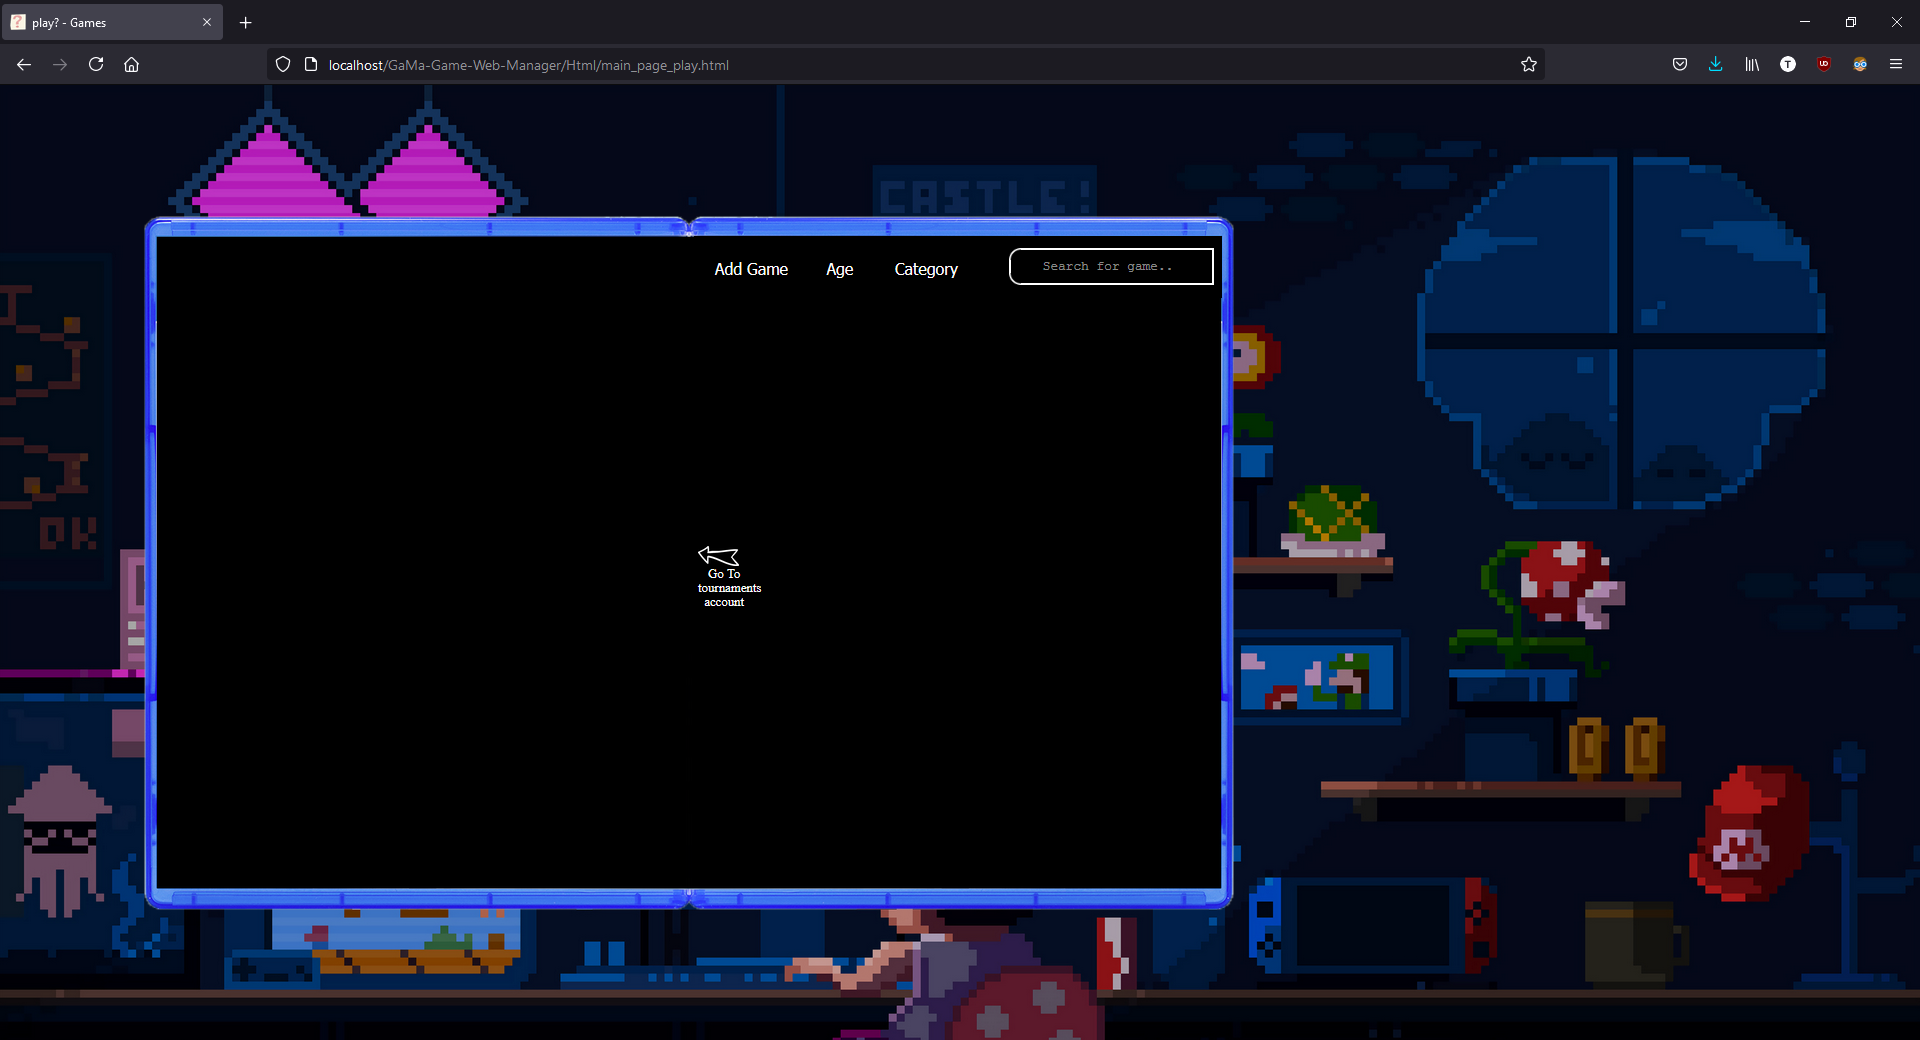 play? - Games
localhost/GaMa-Game-Web-Manager/Html/main_page_play.html
CASTLE!
Add Game Age Category Search for game..
OK
Go To
tournaments
account